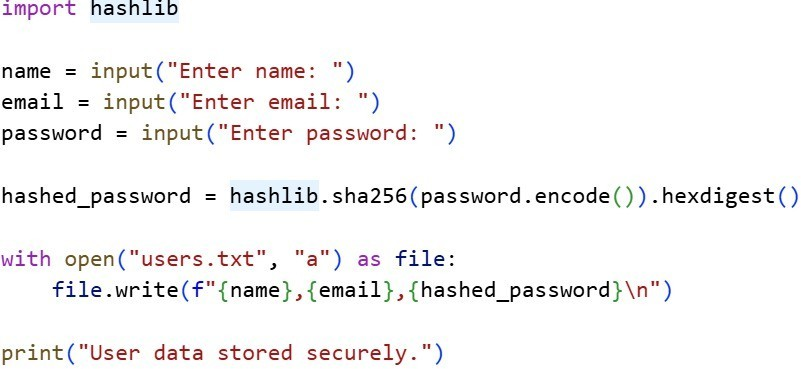 import hashlib
name = input("Enter name: ")
email = input("Enter email: ")
password = input("Enter password: ")
hashed_password = hashlib.sha256(password.encode()).hexdigest()
with open("users.txt", "a") as file:
    file.write(f"{name},{email},{hashed_password}\n")
print("User data stored securely.")